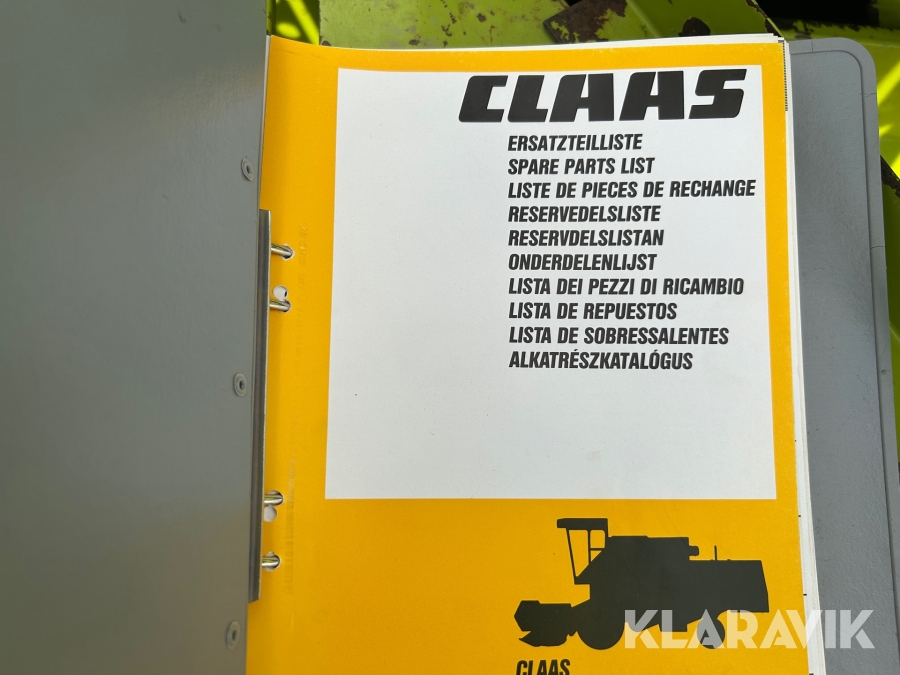 CLAAS
ERSATZTEILLISTE
SPARE PARTS LIST
LISTE DE PIECES DE RECHANGE
RESERVEDELSLISTE
RESERVDELSLISTAN
ONDERDELENLIJST
LISTA DEI PEZZI DI RICAMBIO
LISTA DE REPUESTOS
LISTA DE SOBRESSALENTES
ALKATRÉSZKATALÓGUS
KLARAVIK
CLAAS